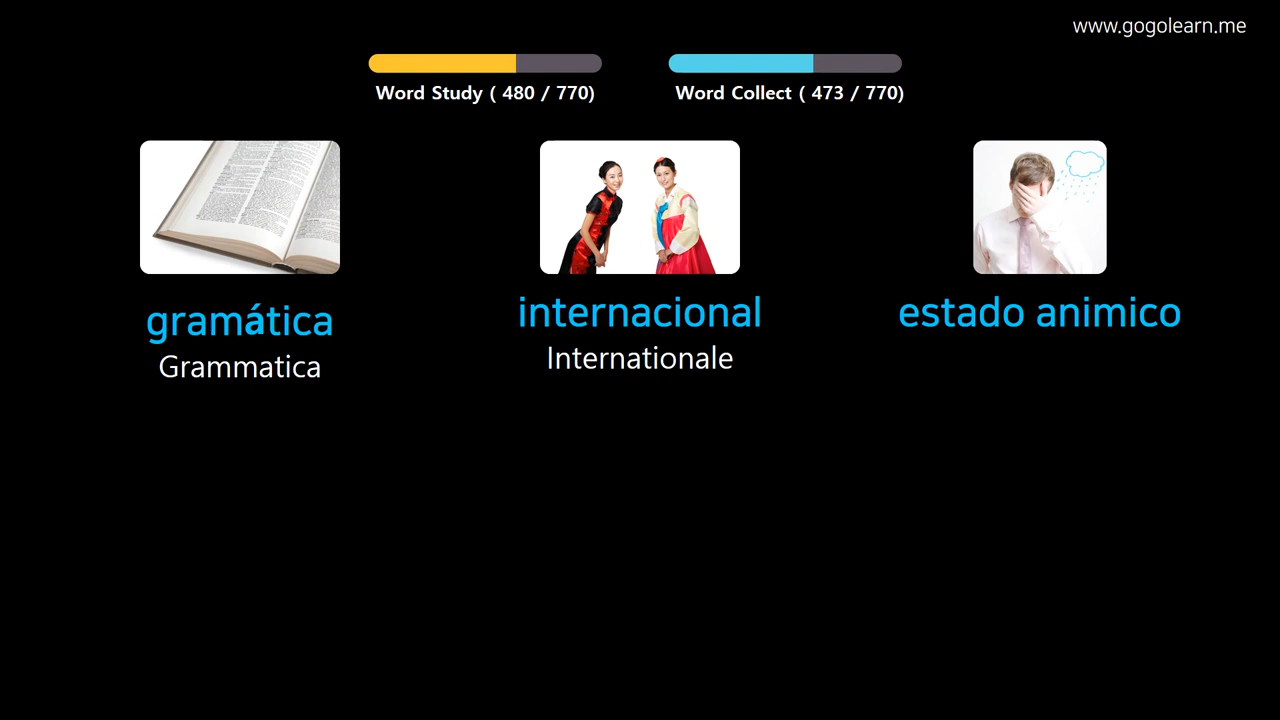 www.gogolearn.me
Word Study ( 480 / 770)
Word Collect ( 473 / 770)
gramática
Grammatica
internacional
Internationale
estado animico